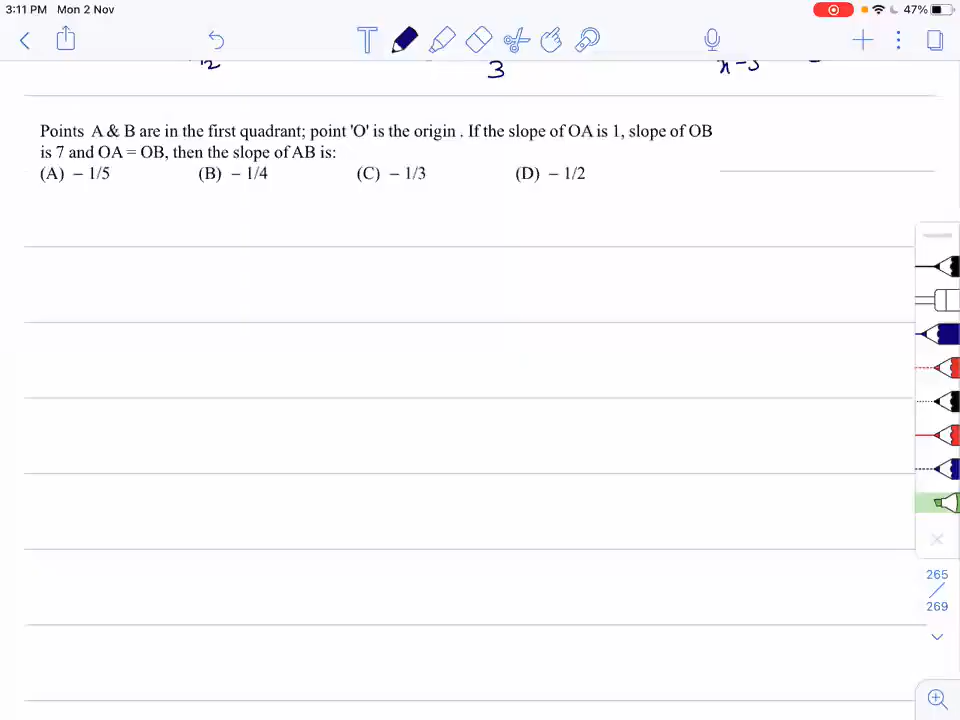 3:11 PM Mon 2 Nov 47%
3
Points A & B are in the first quadrant; point 'O' is the origin . If the slope of OA is 1, slope of OB
is 7 and OA = OB, then the slope of AB is:
(A) – 1/5 (B) – 1/4 (C) – 1/3 (D) – 1/2
265
269